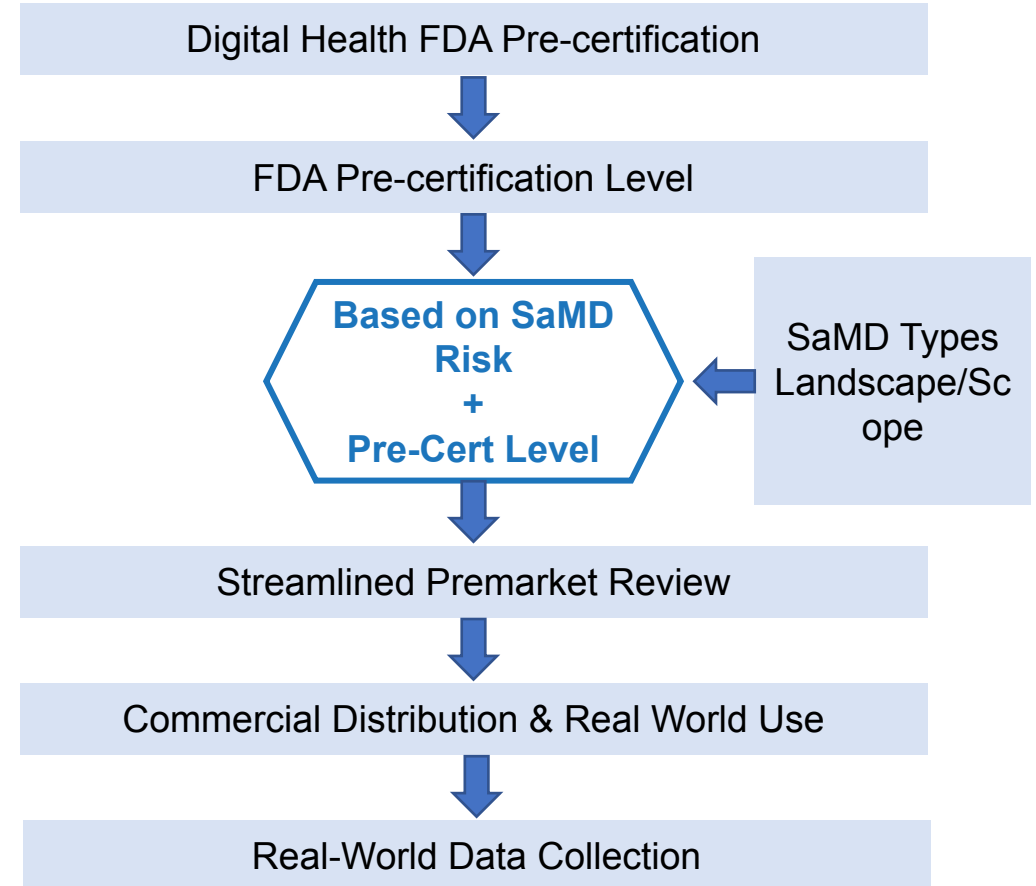 Digital Health FDA Pre-certification
FDA Pre-certification Level
Based on SaMD
Risk
+
Pre-Cert Level
SaMD Types
Landscape/Sc
ope
Streamlined Premarket Review
Commercial Distribution & Real World Use
Real-World Data Collection